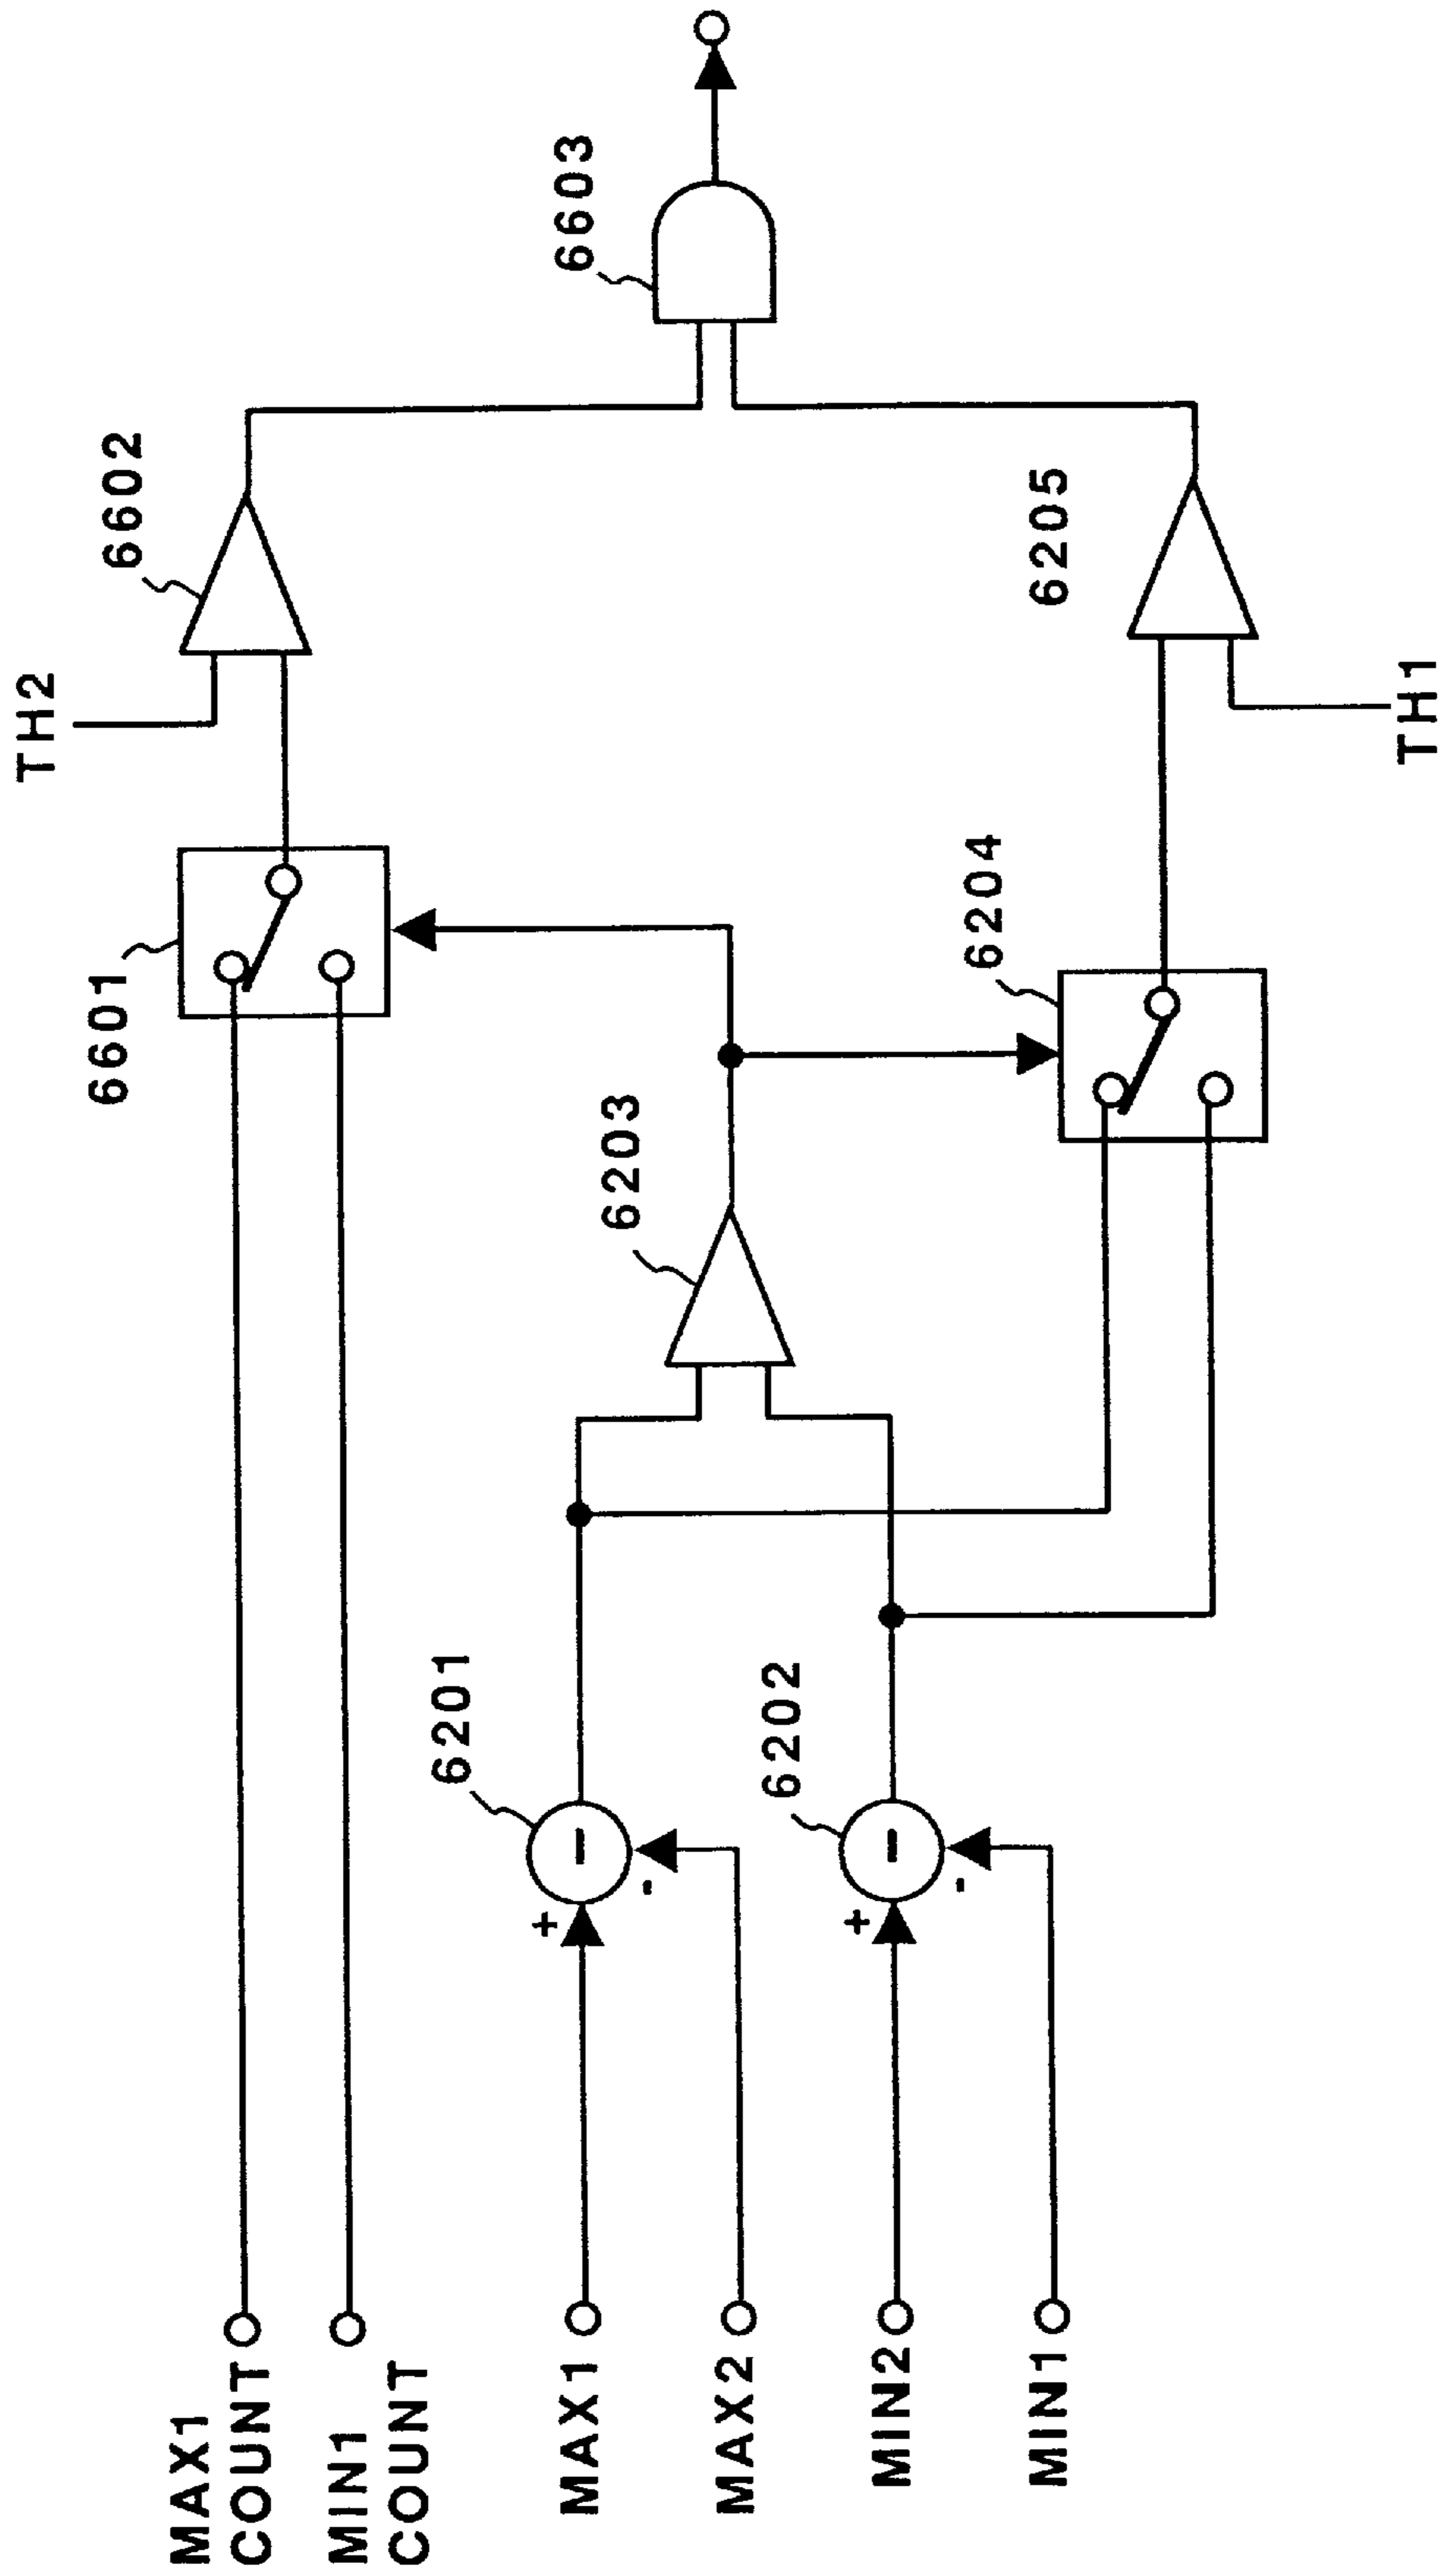 MAX1
COUNT
MIN1
COUNT
MAX1
MAX2
MIN2
MIN1
+
-
-
6201
+
-
-
6202
6203
6601
6204
TH2
6602
TH1
6205
6603